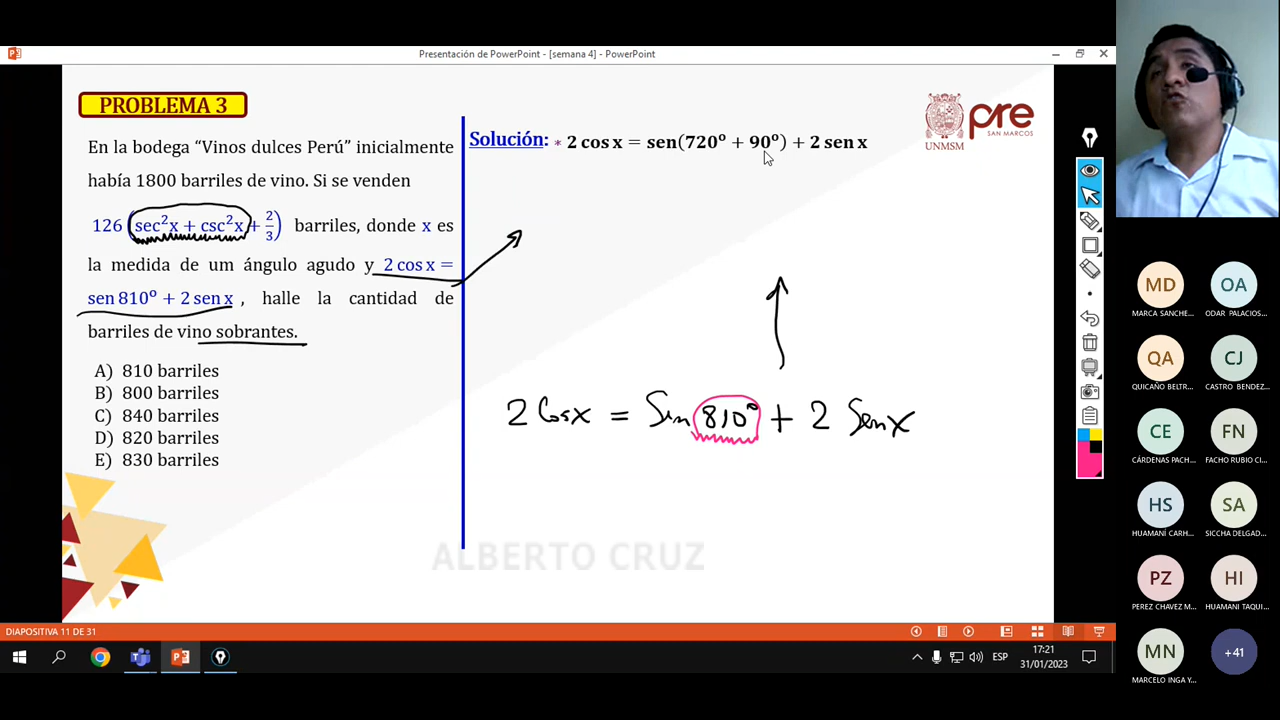 Presentación de PowerPoint - [semana 4] - PowerPoint
PROBLEMA 3
En la bodega “Vinos dulces Perú” inicialmente
había 1800 barriles de vino. Si se venden
126 (sec²x + csc²x + 2/3) barriles, donde x es
la medida de un ángulo agudo y 2 cos x =
sen 810° + 2 sen x , halle la cantidad de
barriles de vino sobrantes.
A) 810 barriles
B) 800 barriles
C) 840 barriles
D) 820 barriles
E) 830 barriles
Solución: * 2 cos x = sen(720° + 90°) + 2 sen x
UNMSM
pre
SAN MARCOS
2 Cosx = Sin 810° + 2 Senx
ALBERTO CRUZ
MD
MARCA SANCHE...
OA
ODAR PALACIOS...
QA
QUICAÑO BELTR...
CJ
CASTRO BENDEZ...
CE
CÁRDENAS PACH...
FN
FACHO RUBIO CI...
HS
HUAMANÍ CARH...
SA
SICCHA DELGAD...
PZ
PEREZ CHAVEZ M...
HI
HUAMANI TAQUI...
MN
MARCELO INGA Y...
+41
DIAPOSITIVA 11 DE 31
ESP
17:21
31/01/2023